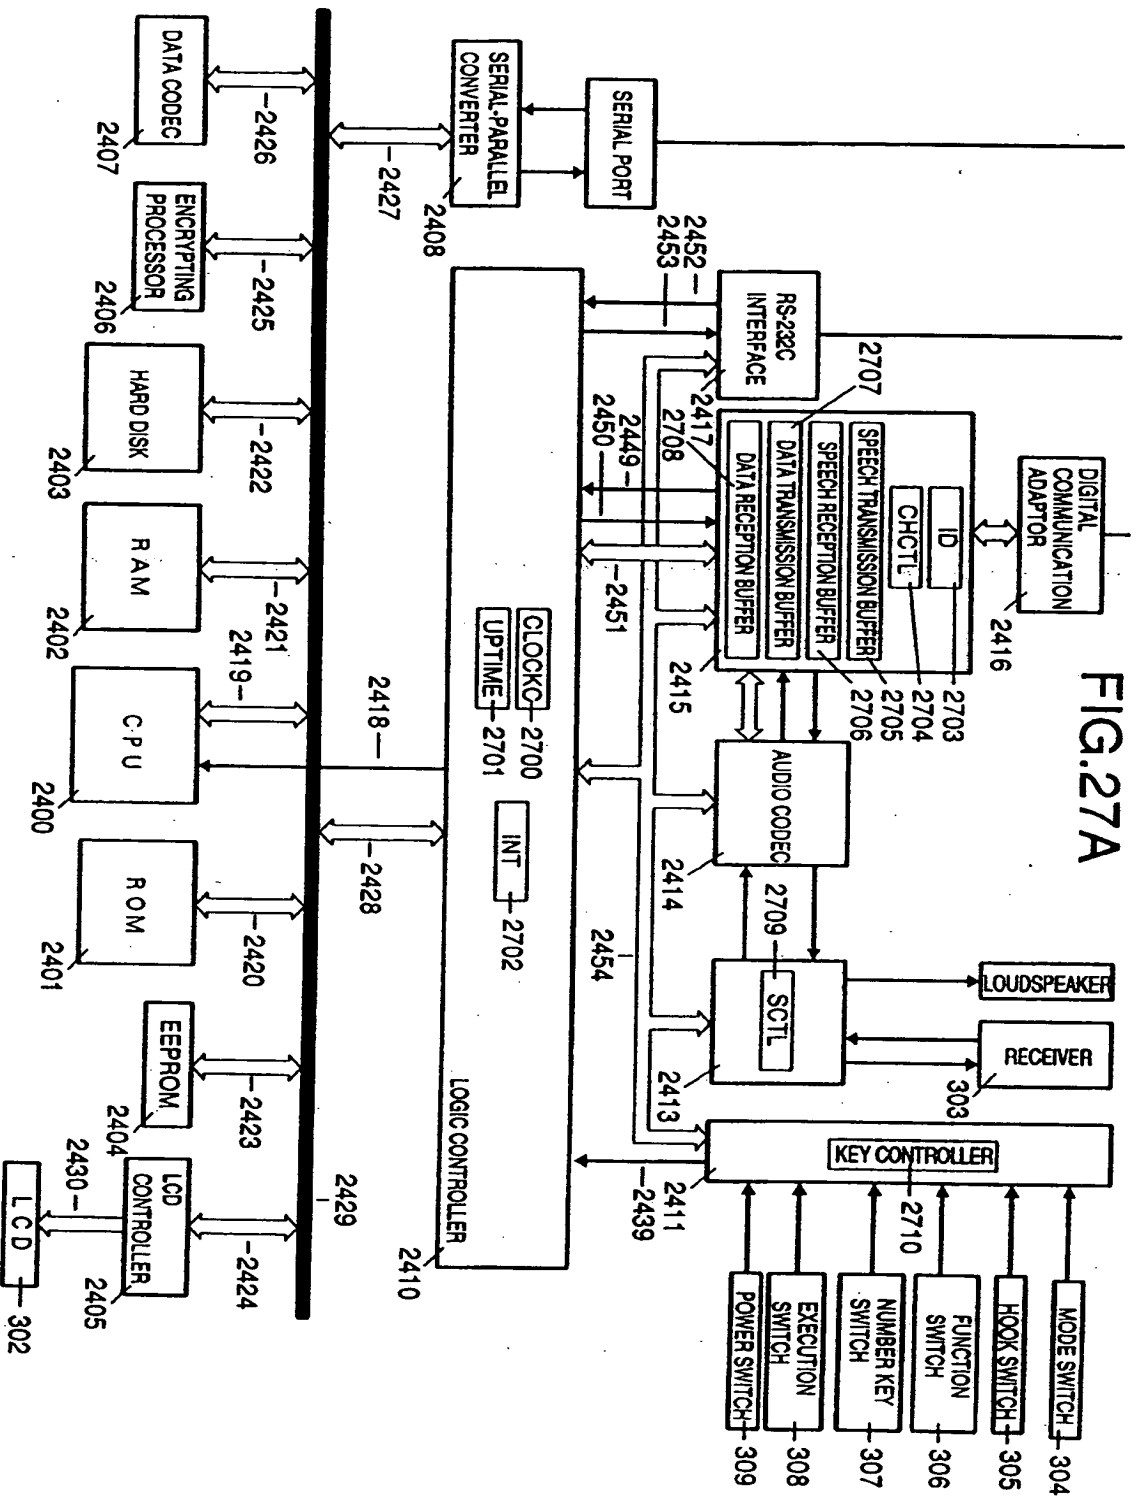 FIG.27A
DIGITAL
COMMUNICATION
ADAPTOR
2416
LOUDSPEAKER
RECEIVER
303
MODE SWITCH
304
HOOK SWITCH
305
FUNCTION
SWITCH
306
NUMBER KEY
SWITCH
307
EXECUTION
SWITCH
308
POWER SWITCH
309
SERIAL PORT
RS-232C
INTERFACE
2417
2452
2453
ID
2703
CHCTL
2704
SPEECH TRANSMISSION BUFFER
2705
SPEECH RECEPTION BUFFER
2706
DATA TRANSMISSION BUFFER
2707
DATA RECEPTION BUFFER
2708
2415
2449
2450
2451
AUDIO CODEC
2414
SCTL
2709
2413
KEY CONTROLLER
2710
2411
2439
2454
SERIAL-PARALLEL
CONVERTER
2408
2427
CLOCKC
2700
UPTIME
2701
INT
2702
LOGIC CONTROLLER
2410
2418
2428
2429
2426
2425
2422
2421
2419
2420
2423
2424
DATA CODEC
2407
ENCRYPTING
PROCESSOR
2406
HARD DISK
2403
RAM
2402
CPU
2400
ROM
2401
EEPROM
2404
LCD
CONTROLLER
2405
2430
LCD
302